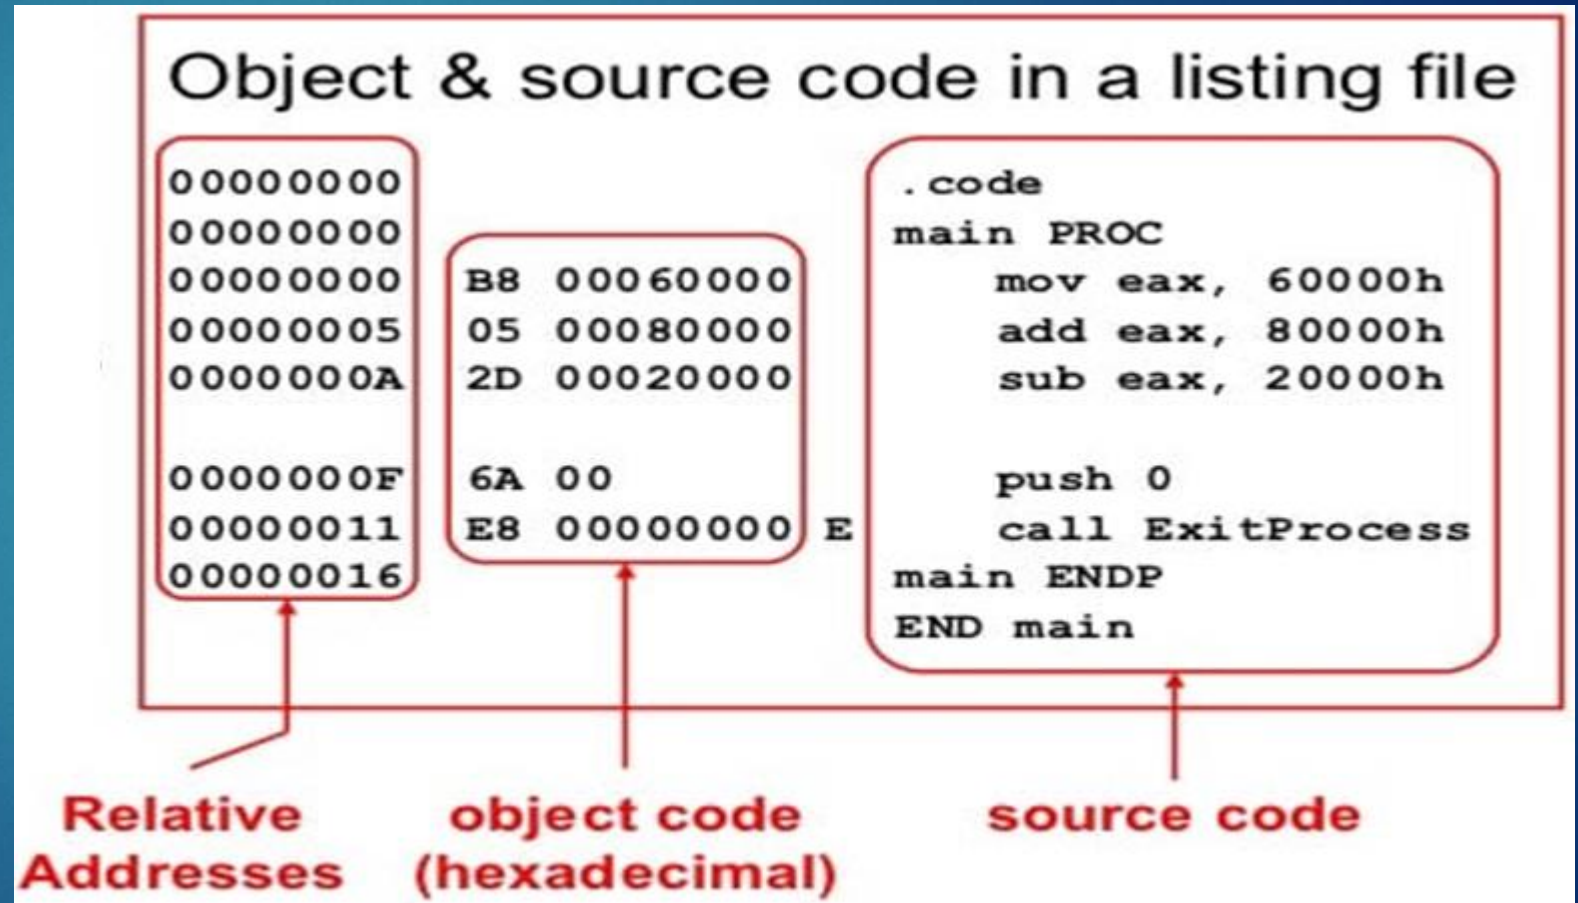 Object & source code in a listing file
00000000 .code
00000000 main PROC
00000000 B8 00060000 mov eax, 60000h
00000005 05 00080000 add eax, 80000h
0000000A 2D 00020000 sub eax, 20000h
0000000F 6A 00 push 0
00000011 E8 00000000 E call ExitProcess
00000016 main ENDP
END main
Relative Addresses
object code (hexadecimal)
source code